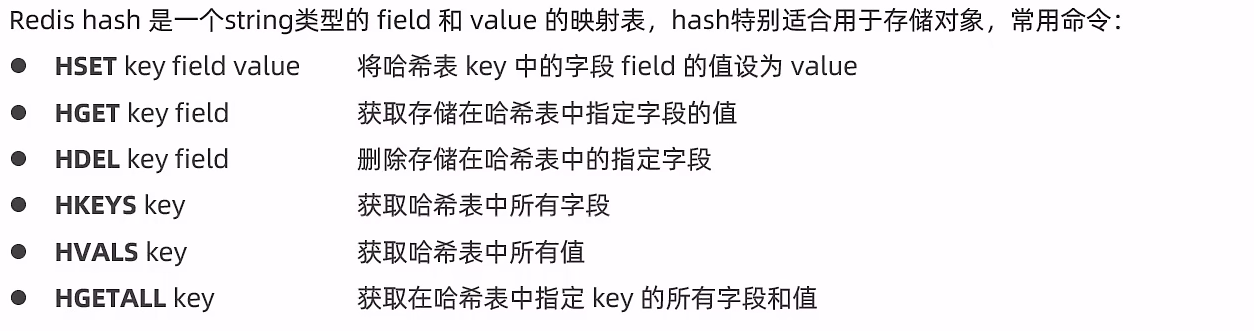 Redis hash 是一个string类型的 field 和 value 的映射表，hash特别适合用于存储对象，常用命令：
● HSET key field value 将哈希表 key 中的字段 field 的值设为 value
● HGET key field 获取存储在哈希表中指定字段的值
● HDEL key field 删除存储在哈希表中的指定字段
● HKEYS key 获取哈希表中所有字段
● HVALS key 获取哈希表中所有值
● HGETALL key 获取在哈希表中指定 key 的所有字段和值